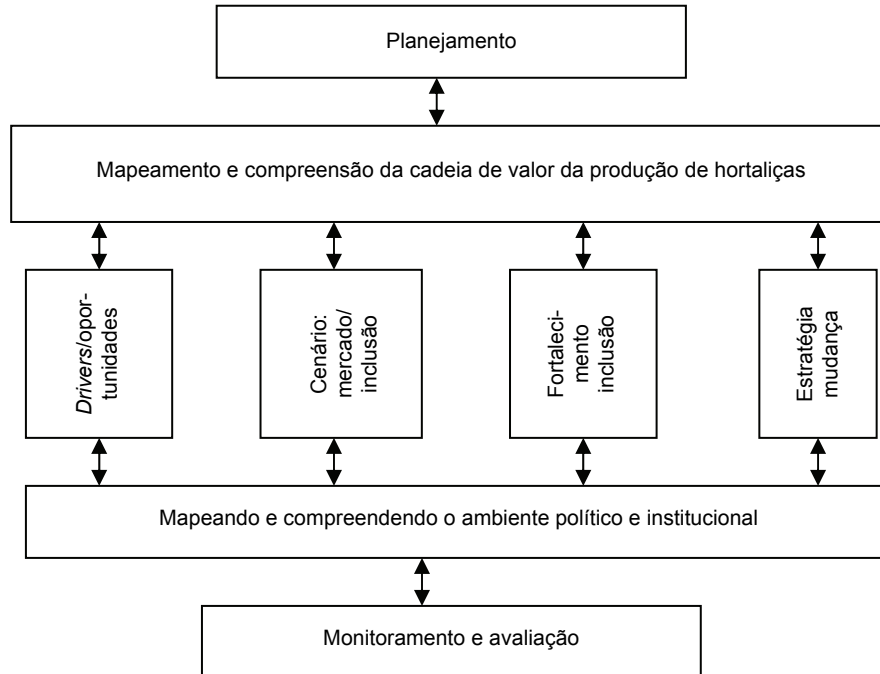 Planejamento
Mapeamento e compreensão da cadeia de valor da produção de hortaliças
Drivers/opor-
tunidades
Cenário:
mercado/
inclusão
Fortaleci-
mento
inclusão
Estratégia
mudança
Mapeando e compreendendo o ambiente político e institucional
Monitoramento e avaliação